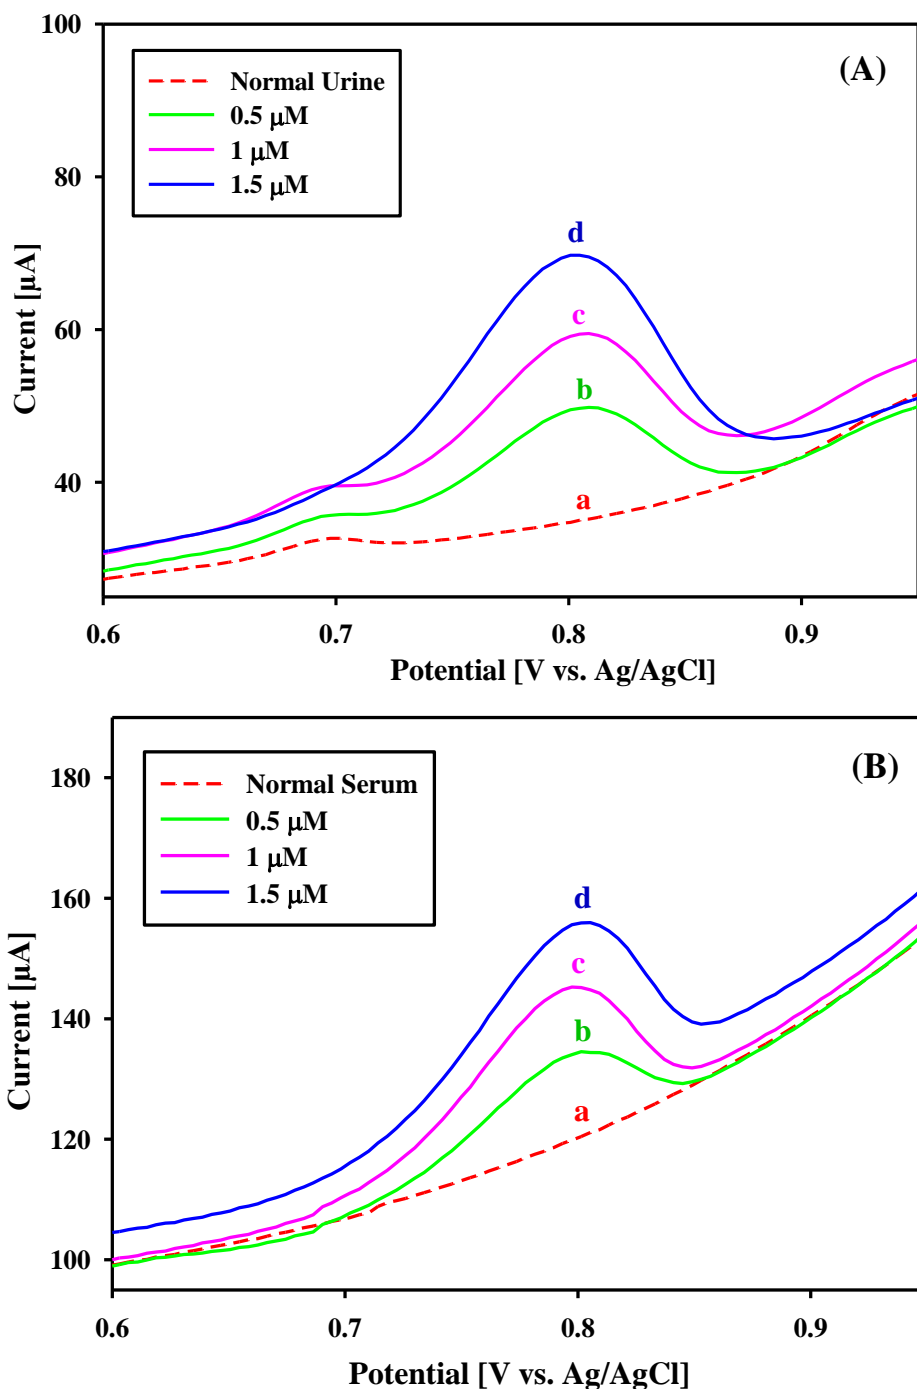 100
80
60
40
Current [µA]
(A)
Normal Urine
0.5 µM
1 µM
1.5 µM
d
c
b
a
0.6 0.7 0.8 0.9
Potential [V vs. Ag/AgCl]
180
160
140
120
100
Current [µA]
(B)
Normal Serum
0.5 µM
1 µM
1.5 µM
d
c
b
a
0.6 0.7 0.8 0.9
Potential [V vs. Ag/AgCl]